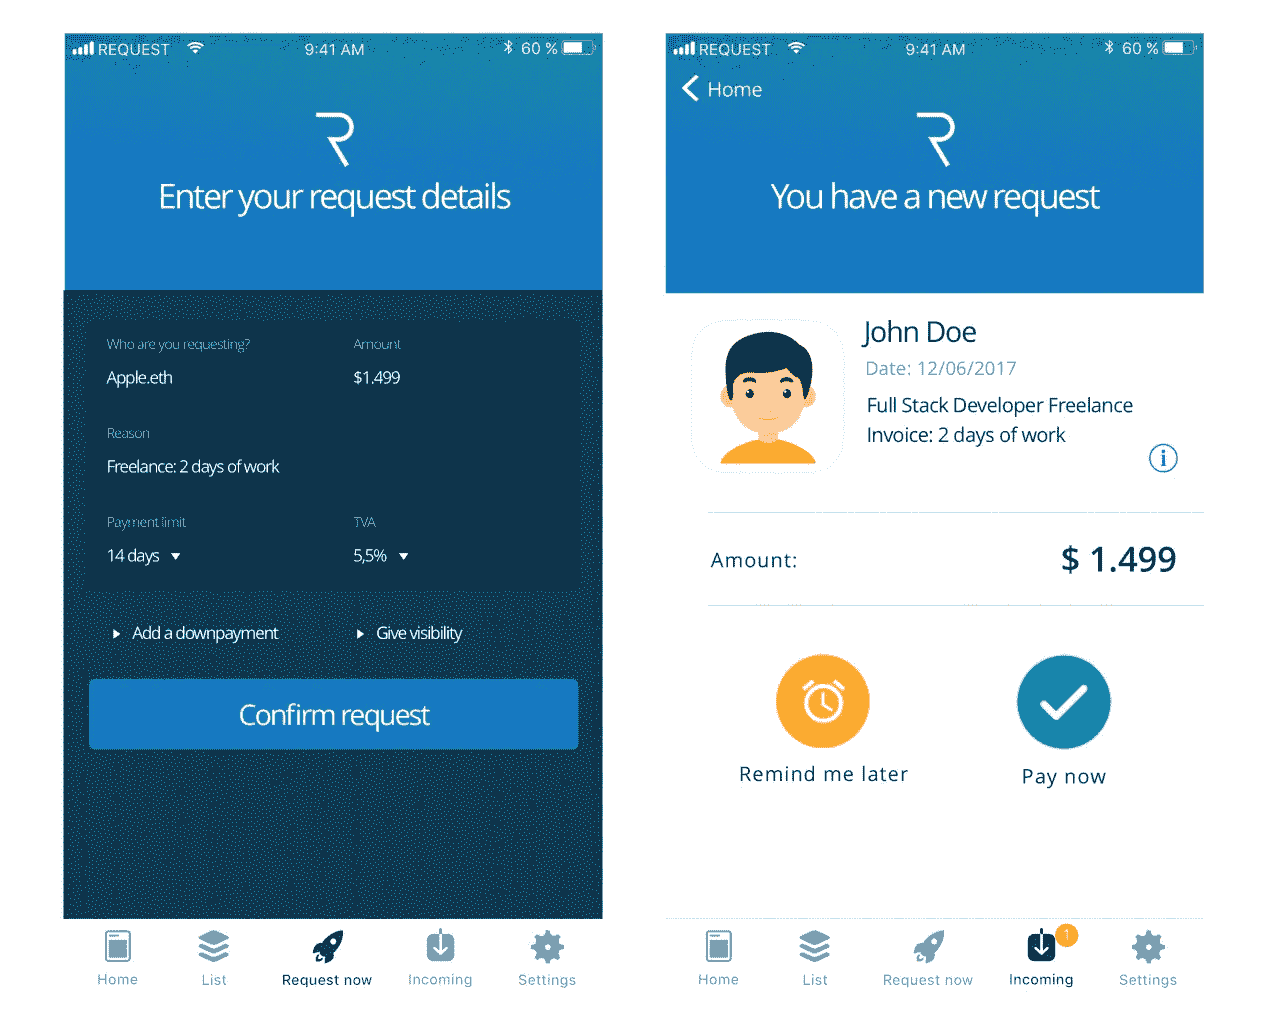 REQUEST 9:41 AM 60 %
Enter your request details
Who are you requesting? Amount
Apple.eth $1.499
Reason
Freelance: 2 days of work
Payment limit TVA
14 days 5,5%
Add a downpayment Give visibility
Confirm request
Home List Request now Incoming Settings
REQUEST 9:41 AM 60 %
Home
You have a new request
John Doe
Date: 12/06/2017
Full Stack Developer Freelance
Invoice: 2 days of work
i
Amount: $ 1.499
Remind me later Pay now
1
Home List Request now Incoming Settings